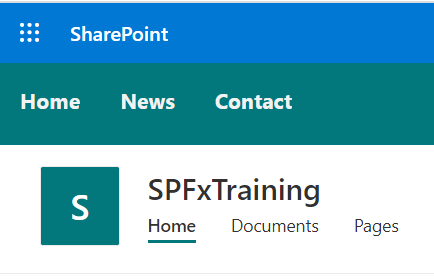 SharePoint
Home News Contact
S
SPFxTraining
Home Documents Pages